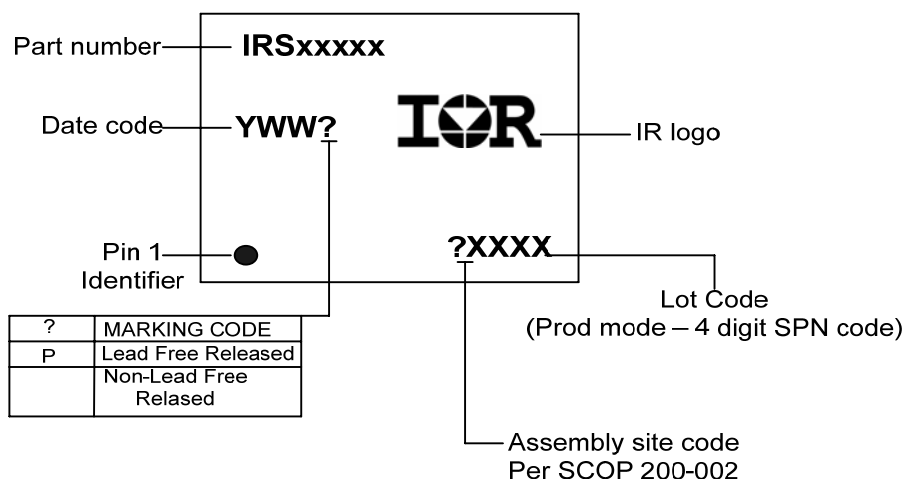 Part number
IRSxxxxx
Date code
YWW?
IOR
IR logo
Pin 1
Identifier
?XXXX
Lot Code
(Prod mode – 4 digit SPN code)
? MARKING CODE
P Lead Free Released
Non-Lead Free
Relased
Assembly site code
Per SCOP 200-002